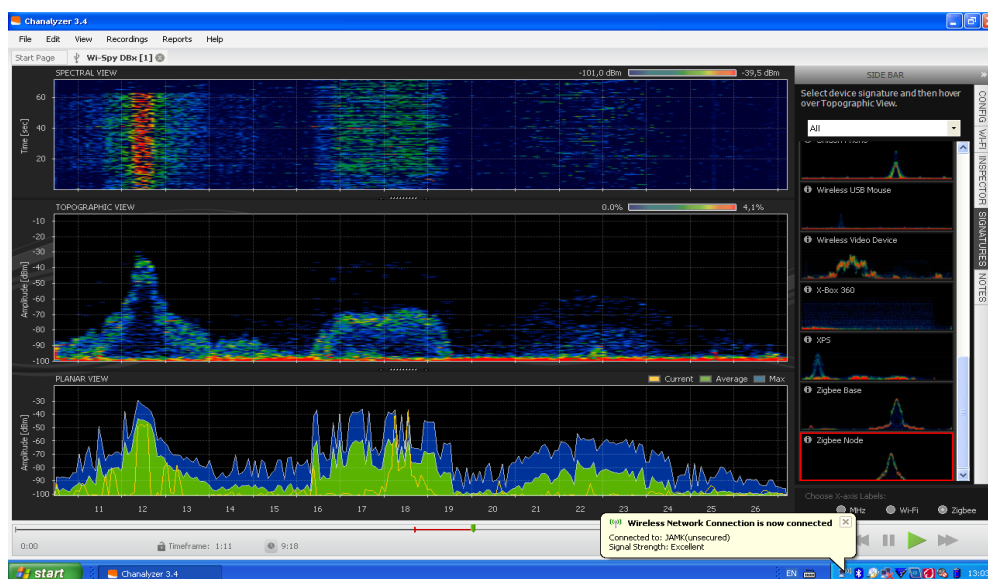 Chanalyzer 3.4
File Edit View Recordings Reports Help
Start Page Wi-Spy DBx [1]
SPECTRAL VIEW -101,0 dBm -39,5 dBm
Time [sec]
60
40
20
TOPOGRAPHIC VIEW 0.0% 4,1%
Amplitude [dBm]
-10
-20
-30
-40
-50
-60
-70
-80
-90
-100
PLANAR VIEW Current Average Max
Amplitude [dBm]
-30
-40
-50
-60
-70
-80
-90
-100
11 12 13 14 15 16 17 18 19 20 21 22 23 24 25 26
0:00 Timeframe: 1:11 9:18
SIDE BAR »
Select device signature and then hover
over Topographic View.
All
Wireless USB Mouse
Wireless Video Device
X-Box 360
XPS
Zigbee Base
Zigbee Node
Choose X-axis Labels:
MHz Wi-Fi Zigbee
CONFIG
WI-FI
INSPECTOR
SIGNATURES
NOTES
Wireless Network Connection is now connected
Connected to: JAMK(unsecured)
Signal Strength: Excellent
start Chanalyzer 3.4 EN 13:03